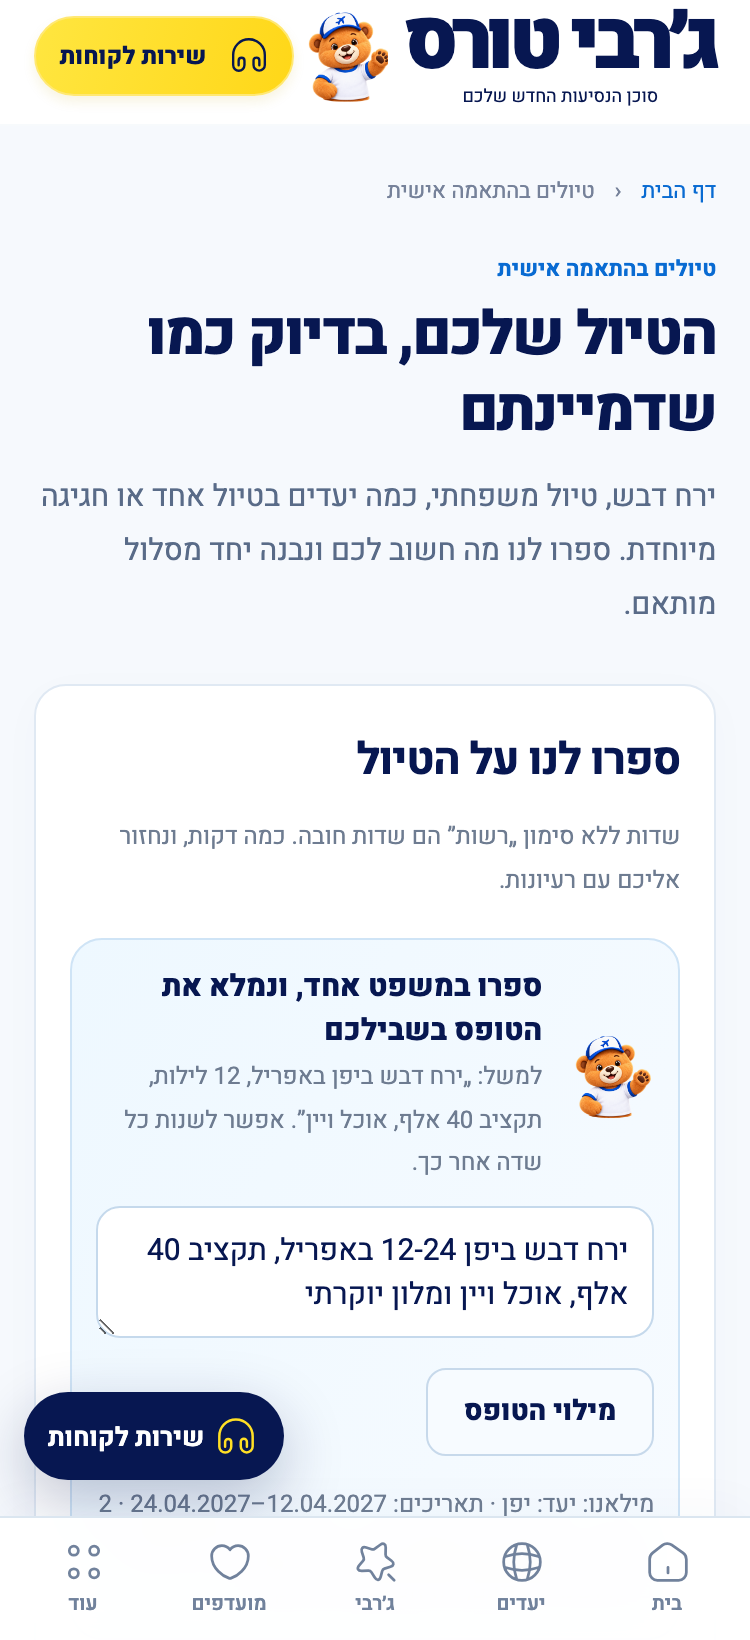 ג'רבי טורס
סוכן הנסיעות החדש שלכם
שירות לקוחות
דף הבית › טיולים בהתאמה אישית
טיולים בהתאמה אישית
הטיול שלכם, בדיוק כמו
שדמיינתם
ירח דבש, טיול משפחתי, כמה יעדים בטיול אחד או חגיגה
מיוחדת. ספרו לנו מה חשוב לכם ונבנה יחד מסלול
מותאם.
ספרו לנו על הטיול
שדות ללא סימון „רשות” הם שדות חובה. כמה דקות, ונחזור
אליכם עם רעיונות.
ספרו במשפט אחד, ונמלא את
הטופס בשבילכם
למשל: „ירח דבש ביפן באפריל, 12 לילות,
תקציב 40 אלף, אוכל ויין”. אפשר לשנות כל
שדה אחר כך.
ירח דבש ביפן 12-24 באפריל, תקציב 40
אלף, אוכל ויין ומלון יוקרתי
מילוי הטופס
שירות לקוחות
מילאנו: יעד: יפן · תאריכים: 12.04.2027–24.04.2027 · 2
בית
יעדים
ג'רבי
מועדפים
עוד